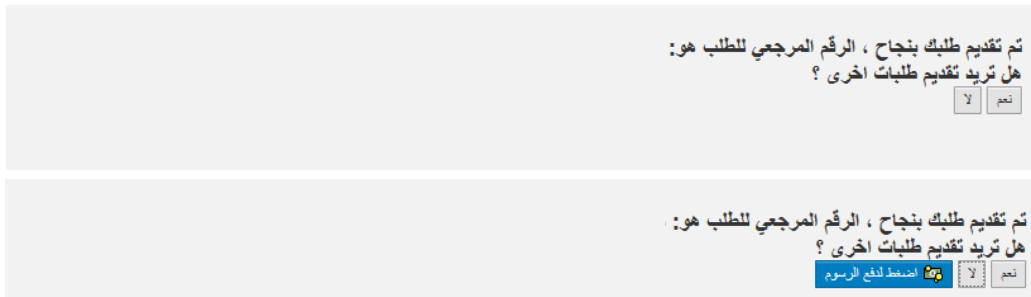 تم تقديم طلبك بنجاح ، الرقم المرجعي للطلب هو:
هل تريد تقديم طلبات اخرى ؟
نعم لا
تم تقديم طلبك بنجاح ، الرقم المرجعي للطلب هو:
هل تريد تقديم طلبات اخرى ؟
نعم لا اضغط لدفع الرسوم